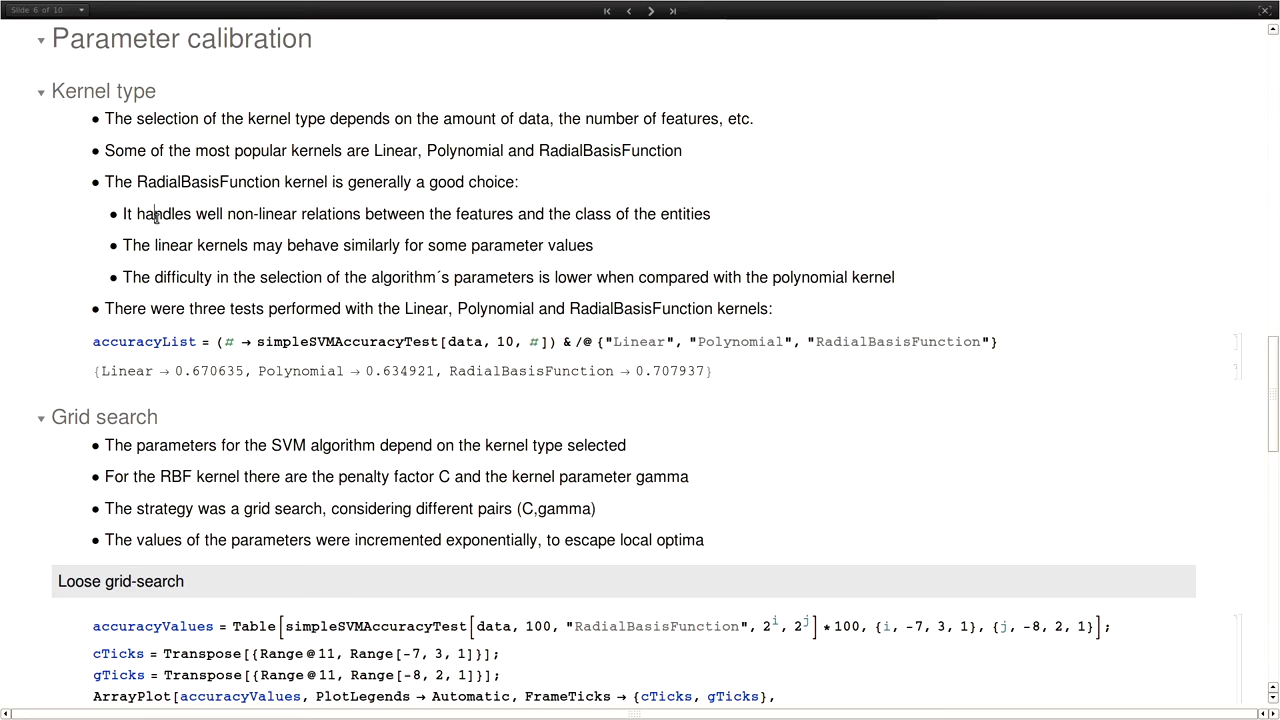 Slide 6 of 10
Parameter calibration
Kernel type
• The selection of the kernel type depends on the amount of data, the number of features, etc.
• Some of the most popular kernels are Linear, Polynomial and RadialBasisFunction
• The RadialBasisFunction kernel is generally a good choice:
• It handles well non-linear relations between the features and the class of the entities
• The linear kernels may behave similarly for some parameter values
• The difficulty in the selection of the algorithm´s parameters is lower when compared with the polynomial kernel
• There were three tests performed with the Linear, Polynomial and RadialBasisFunction kernels:
accuracyList = (# → simpleSVMAccuracyTest[data, 10, #]) & /@ {"Linear", "Polynomial", "RadialBasisFunction"}
{Linear → 0.670635, Polynomial → 0.634921, RadialBasisFunction → 0.707937}
Grid search
• The parameters for the SVM algorithm depend on the kernel type selected
• For the RBF kernel there are the penalty factor C and the kernel parameter gamma
• The strategy was a grid search, considering different pairs (C,gamma)
• The values of the parameters were incremented exponentially, to escape local optima
Loose grid-search
accuracyValues = Table[simpleSVMAccuracyTest[data, 100, "RadialBasisFunction", 2^i, 2^j] * 100, {i, -7, 3, 1}, {j, -8, 2, 1}];
cTicks = Transpose[{Range@11, Range[-7, 3, 1]}];
gTicks = Transpose[{Range@11, Range[-8, 2, 1]}];
ArrayPlot[accuracyValues, PlotLegends → Automatic, FrameTicks → {cTicks, gTicks},